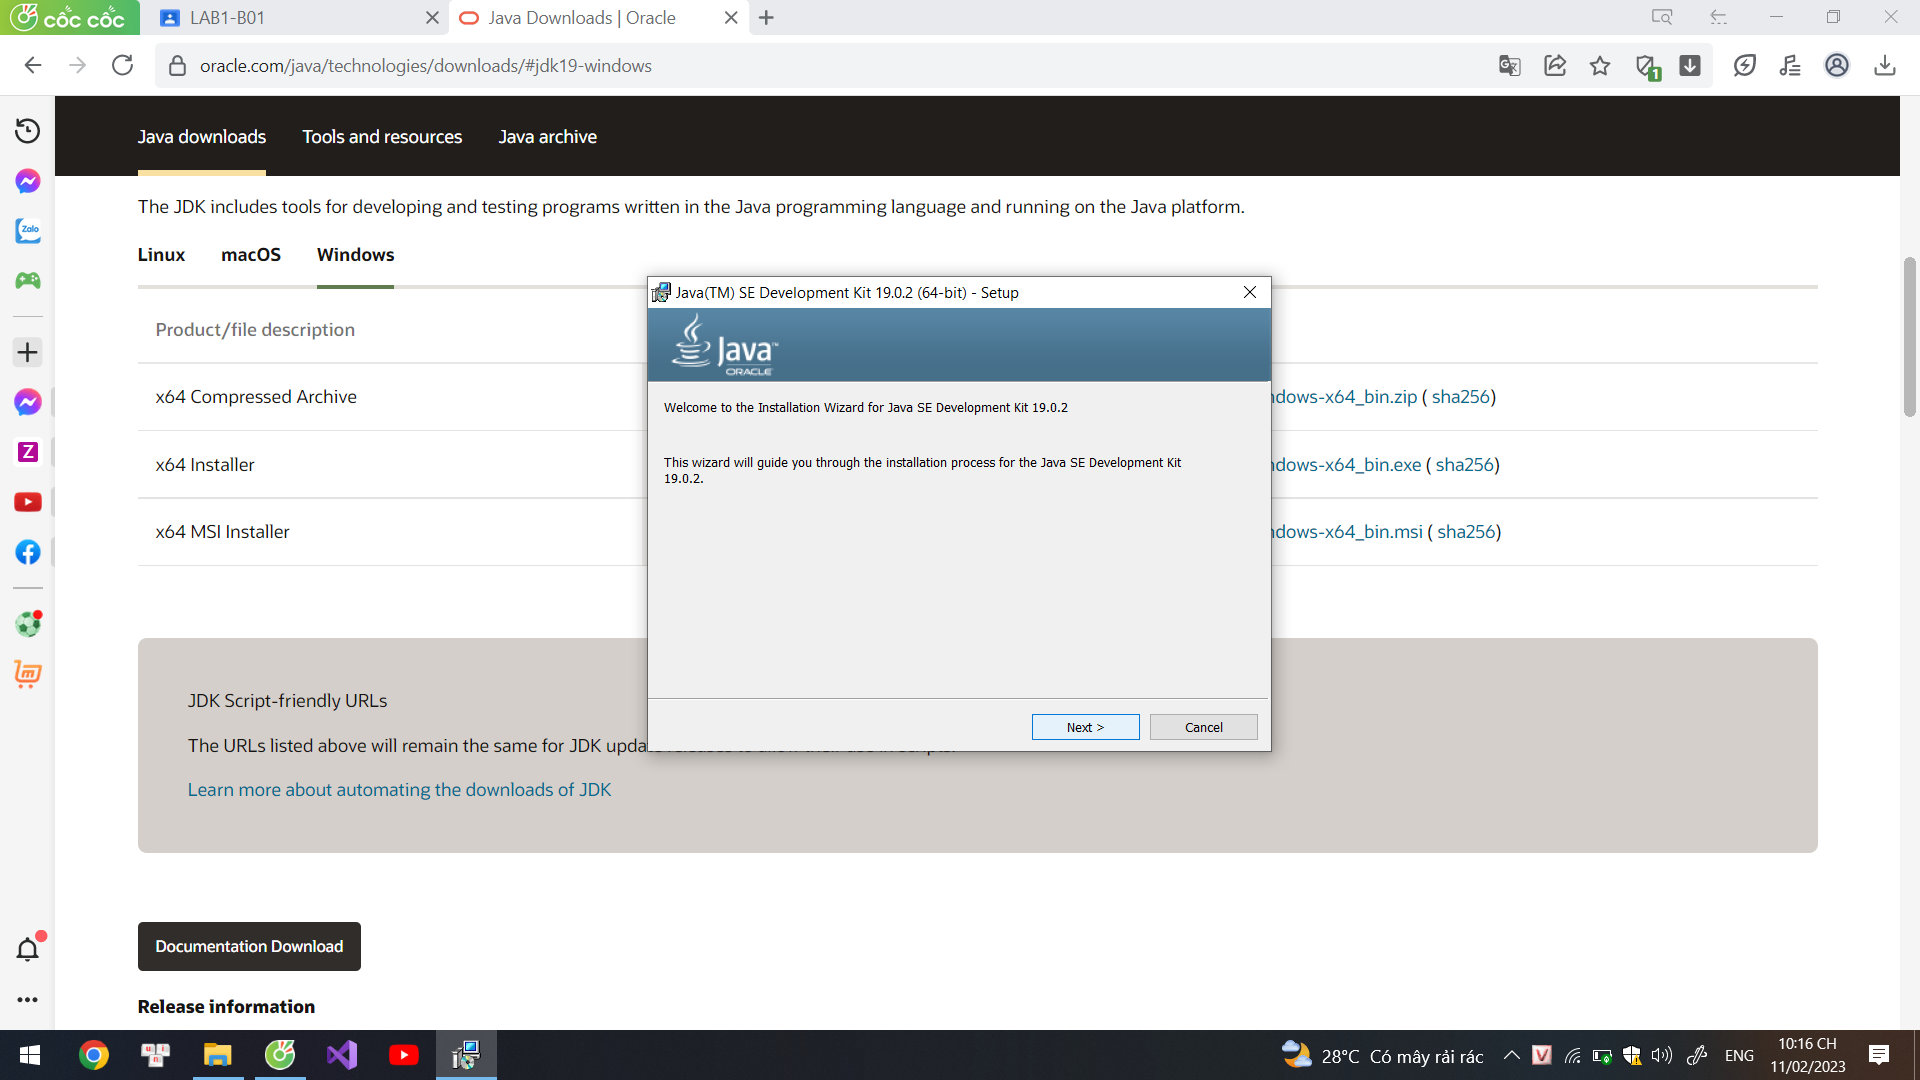 cốc cốc
LAB1-B01
Java Downloads | Oracle
oracle.com/java/technologies/downloads/#jdk19-windows
1
Java downloads
Tools and resources
Java archive
The JDK includes tools for developing and testing programs written in the Java programming language and running on the Java platform.
Zalo
Linux
macOS
Windows
Java(TM) SE Development Kit 19.0.2 (64-bit) - Setup
Product/file description
Java™
ORACLE
x64 Compressed Archive
ndows-x64_bin.zip ( sha256)
Welcome to the Installation Wizard for Java SE Development Kit 19.0.2
Z
x64 Installer
ndows-x64_bin.exe ( sha256)
This wizard will guide you through the installation process for the Java SE Development Kit
19.0.2.
x64 MSI Installer
ndows-x64_bin.msi ( sha256)
JDK Script-friendly URLs
Next >
Cancel
The URLs listed above will remain the same for JDK upda
Learn more about automating the downloads of JDK
Documentation Download
Release information
28°C Có mây rải rác
V
ENG
10:16 CH
11/02/2023